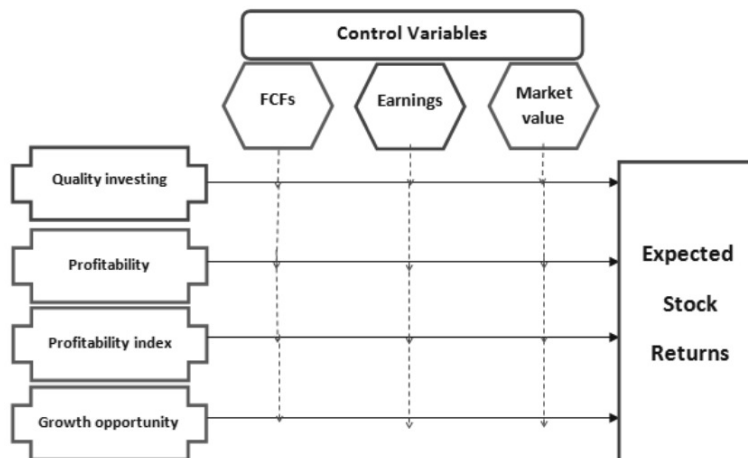 Control Variables
FCFs
Earnings
Market
value
Quality investing
Profitability
Profitability index
Growth opportunity
Expected
Stock
Returns